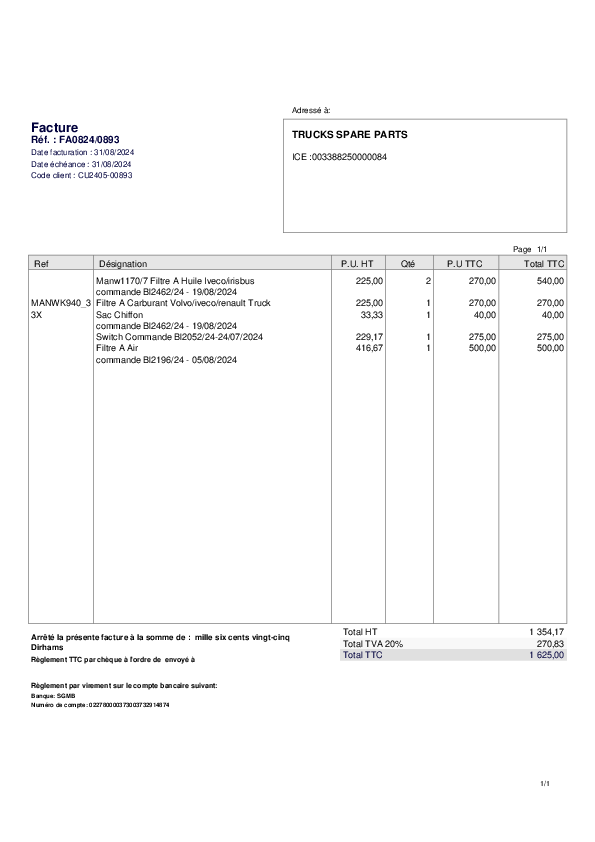 Adressé à:
Facture
Réf. : FA0824/0893
Date facturation : 31/08/2024
Date échéance : 31/08/2024
Code client : CU2405-00893
TRUCKS SPARE PARTS
ICE :003388250000084
Page 1/1
Ref Désignation P.U. HT Qté P.U TTC Total TTC
Manw1170/7 Filtre A Huile Iveco/irisbus 225,00 2 270,00 540,00
commande Bl2462/24 - 19/08/2024
MANWK940_3 Filtre A Carburant Volvo/iveco/renault Truck 225,00 1 270,00 270,00
3X Sac Chiffon 33,33 1 40,00 40,00
commande Bl2462/24 - 19/08/2024
Switch Commande Bl2052/24-24/07/2024 229,17 1 275,00 275,00
Filtre A Air 416,67 1 500,00 500,00
commande Bl2196/24 - 05/08/2024
Arrêté la présente facture à la somme de : mille six cents vingt-cinq
Dirhams
Règlement TTC par chèque à l'ordre de envoyé à
Total HT 1 354,17
Total TVA 20% 270,83
Total TTC 1 625,00
Règlement par virement sur le compte bancaire suivant:
Banque: SGMB
Numéro de compte:
1/1